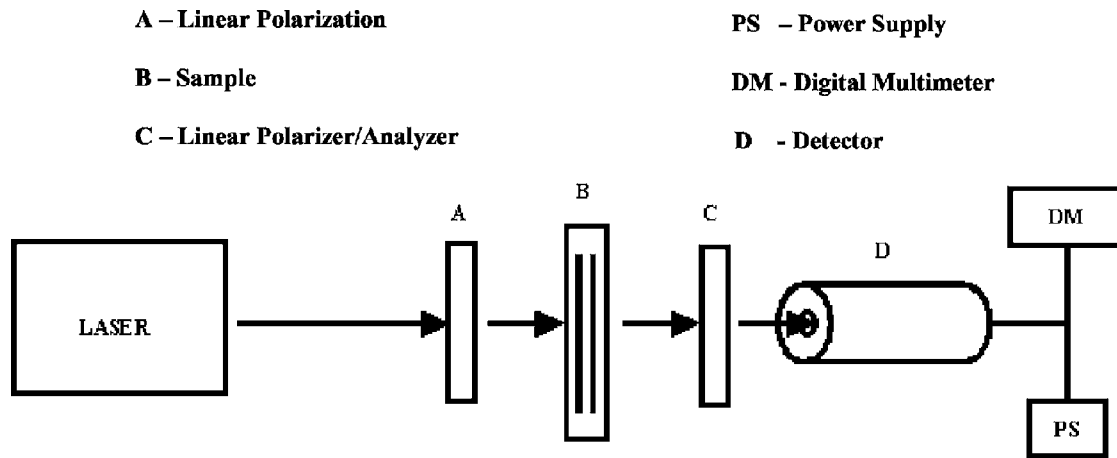 A – Linear Polarization
B – Sample
C – Linear Polarizer/Analyzer
PS – Power Supply
DM - Digital Multimeter
D - Detector
LASER
A
B
C
D
DM
PS